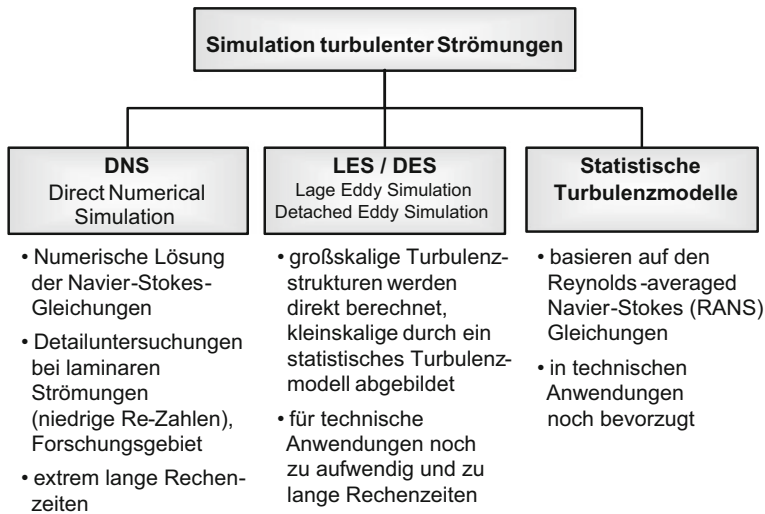 Simulation turbulenter Strömungen
DNS
Direct Numerical
Simulation
• Numerische Lösung
der Navier-Stokes-
Gleichungen
• Detailuntersuchungen
bei laminaren
Strömungen
(niedrige Re-Zahlen),
Forschungsgebiet
• extrem lange Rechen-
zeiten
LES / DES
Lage Eddy Simulation
Detached Eddy Simulation
• großskalige Turbulenz-
strukturen werden
direkt berechnet,
kleinskalige durch ein
statistisches Turbulenz-
modell abgebildet
• für technische
Anwendungen noch
zu aufwendig und zu
lange Rechenzeiten
Statistische
Turbulenzmodelle
• basieren auf den
Reynolds-averaged
Navier-Stokes (RANS)
Gleichungen
• in technischen
Anwendungen
noch bevorzugt